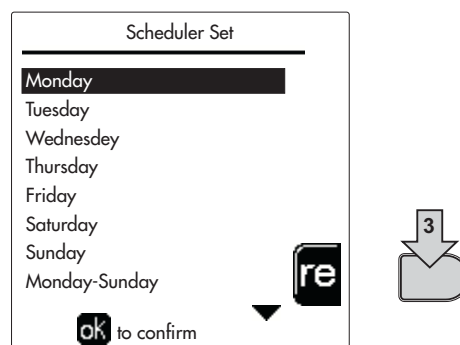 Scheduler Set
Monday
Tuesday
Wednesdey
Thursday
Friday
Saturday
Sunday
Monday-Sunday
re
ok to confirm
3